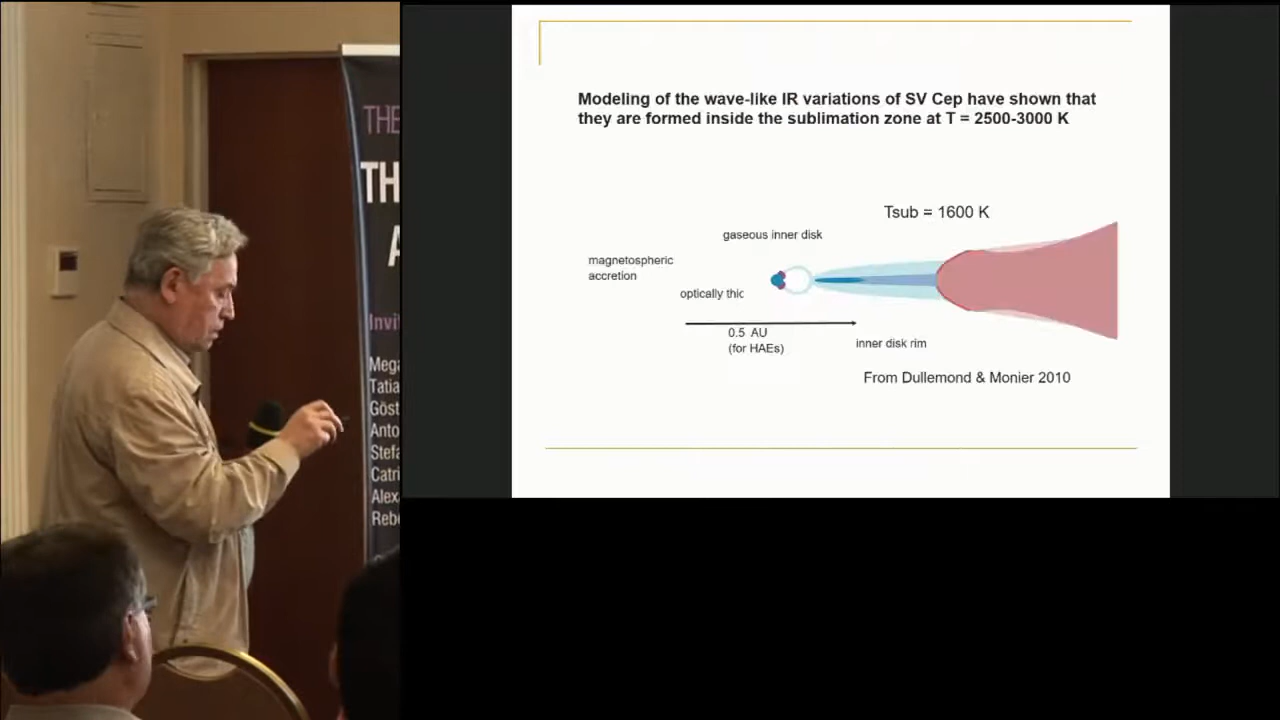 THE
TH
A
Invi
Mega
Tatia
Göst
Anto
Stefa
Catri
Alexa
Rebe
Modeling of the wave-like IR variations of SV Cep have shown that
they are formed inside the sublimation zone at T = 2500-3000 K
Tsub = 1600 K
gaseous inner disk
magnetospheric
accretion
optically thic
0.5 AU
(for HAEs)
inner disk rim
From Dullemond & Monier 2010